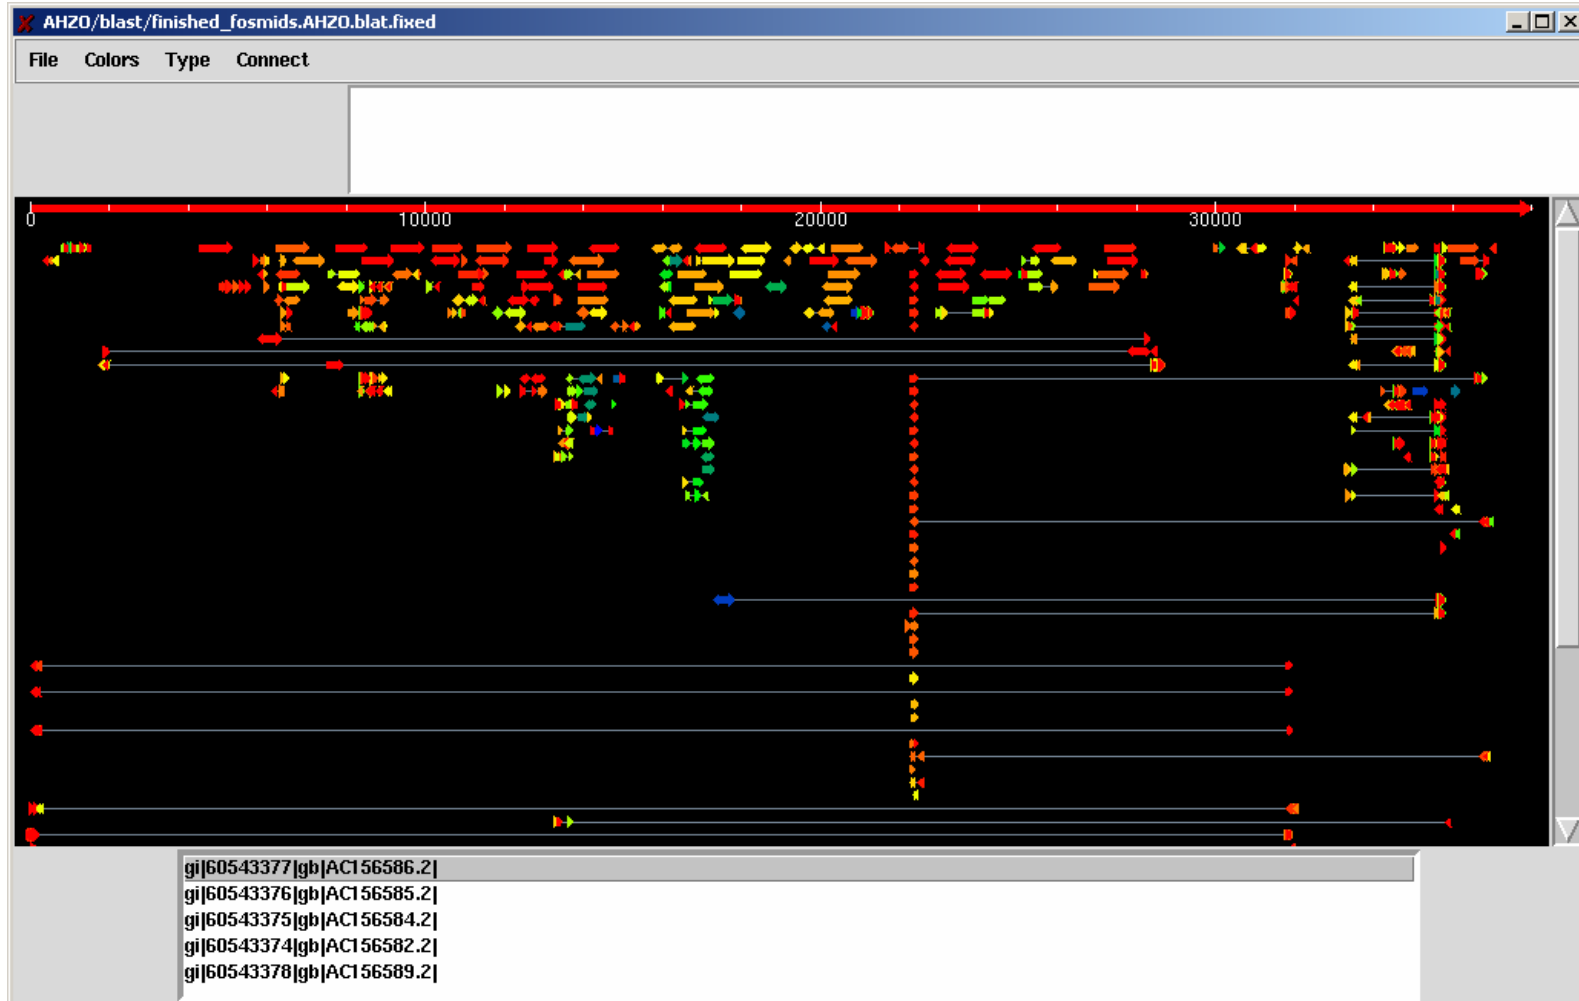 AHZO/blast/finished_fosmids.AHZO.blat.fixed
File Colors Type Connect
0 10000 20000 30000
gi|60543377|gb|AC156586.2|
gi|60543376|gb|AC156585.2|
gi|60543375|gb|AC156584.2|
gi|60543374|gb|AC156582.2|
gi|60543378|gb|AC156589.2|